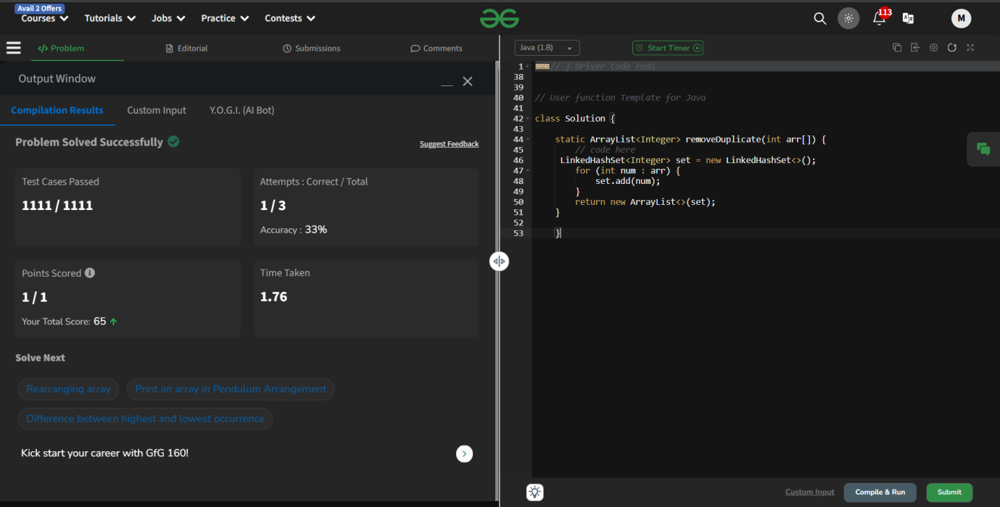 Avail 2 Offers
Courses Tutorials Jobs Practice Contests
113
M
</> Problem Editorial Submissions Comments
Output Window
Compilation Results Custom Input Y.O.G.I. (AI Bot)
Problem Solved Successfully
Suggest Feedback
Test Cases Passed
1111 / 1111
Attempts : Correct / Total
1 / 3
Accuracy : 33%
Points Scored
1 / 1
Your Total Score: 65
Time Taken
1.76
Solve Next
Rearranging array
Print an array in Pendulum Arrangement
Difference between highest and lowest occurrence
Kick start your career with GfG 160!
Java (1.8)
Start Timer
1 // } Driver Code Ends
38
39
40 // User function Template for Java
41
42 class Solution {
43
44 static ArrayList<Integer> removeDuplicate(int arr[]) {
45 // code here
46 LinkedHashSet<Integer> set = new LinkedHashSet<>();
47 for (int num : arr) {
48 set.add(num);
49 }
50 return new ArrayList<>(set);
51 }
52
53 }
Custom Input
Compile & Run
Submit